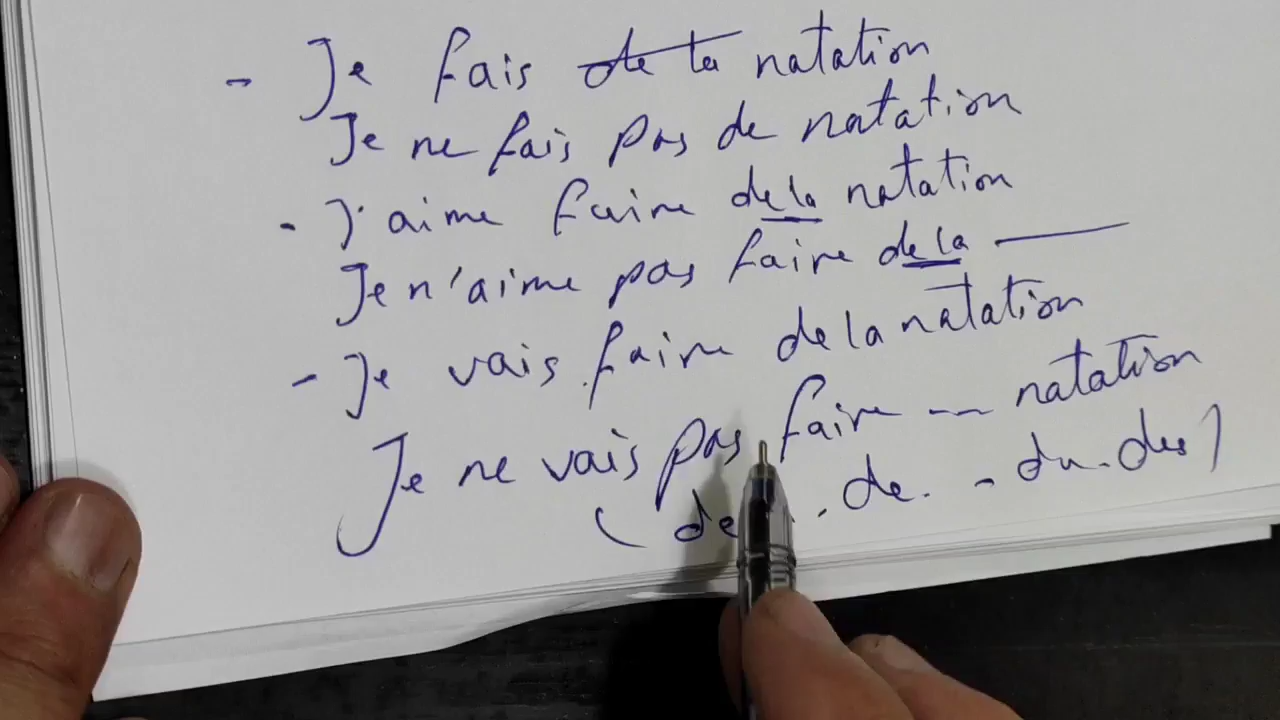 - Je fais de la natation
Je ne fais pas de natation
- J'aime faire de la natation
Je n'aime pas faire de la ———
- Je vais faire de la natation
Je ne vais pas faire --- natation
( de . de . - du . des )